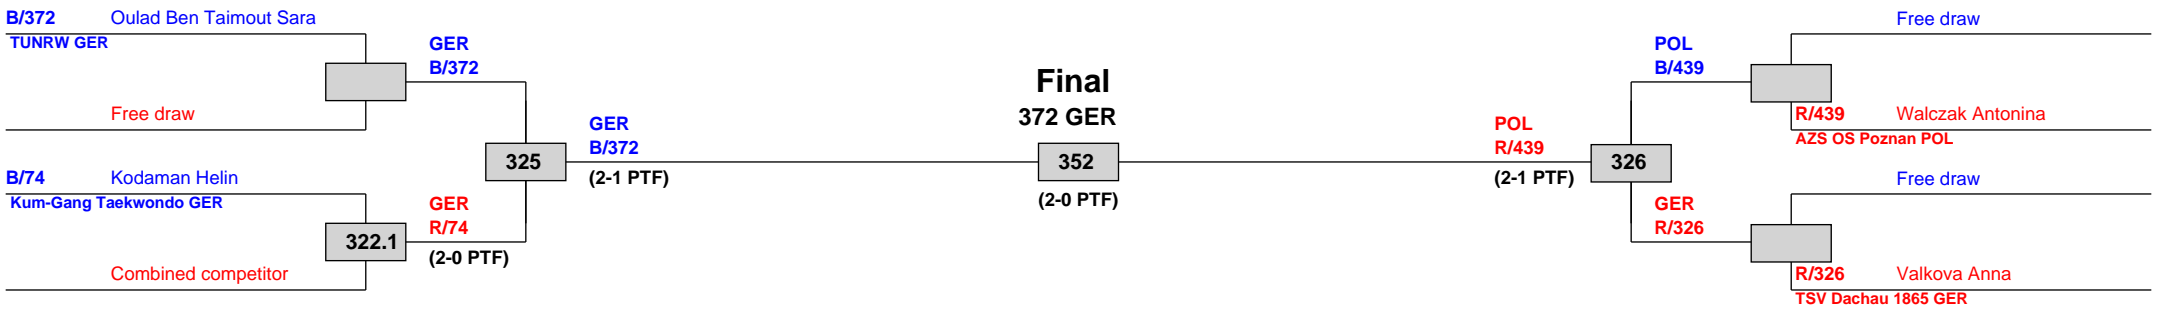 B/372 Oulad Ben Taimout Sara
TUNRW GER
Free draw
GER
B/372
B/74 Kodaman Helin
Kum-Gang Taekwondo GER
322.1
Combined competitor
GER
R/74
(2-0 PTF)
325
GER
B/372
(2-1 PTF)
Final
372 GER
352
(2-0 PTF)
POL
R/439
(2-1 PTF)
326
POL
B/439
GER
R/326
Free draw
R/439 Walczak Antonina
AZS OS Poznan POL
Free draw
R/326 Valkova Anna
TSV Dachau 1865 GER